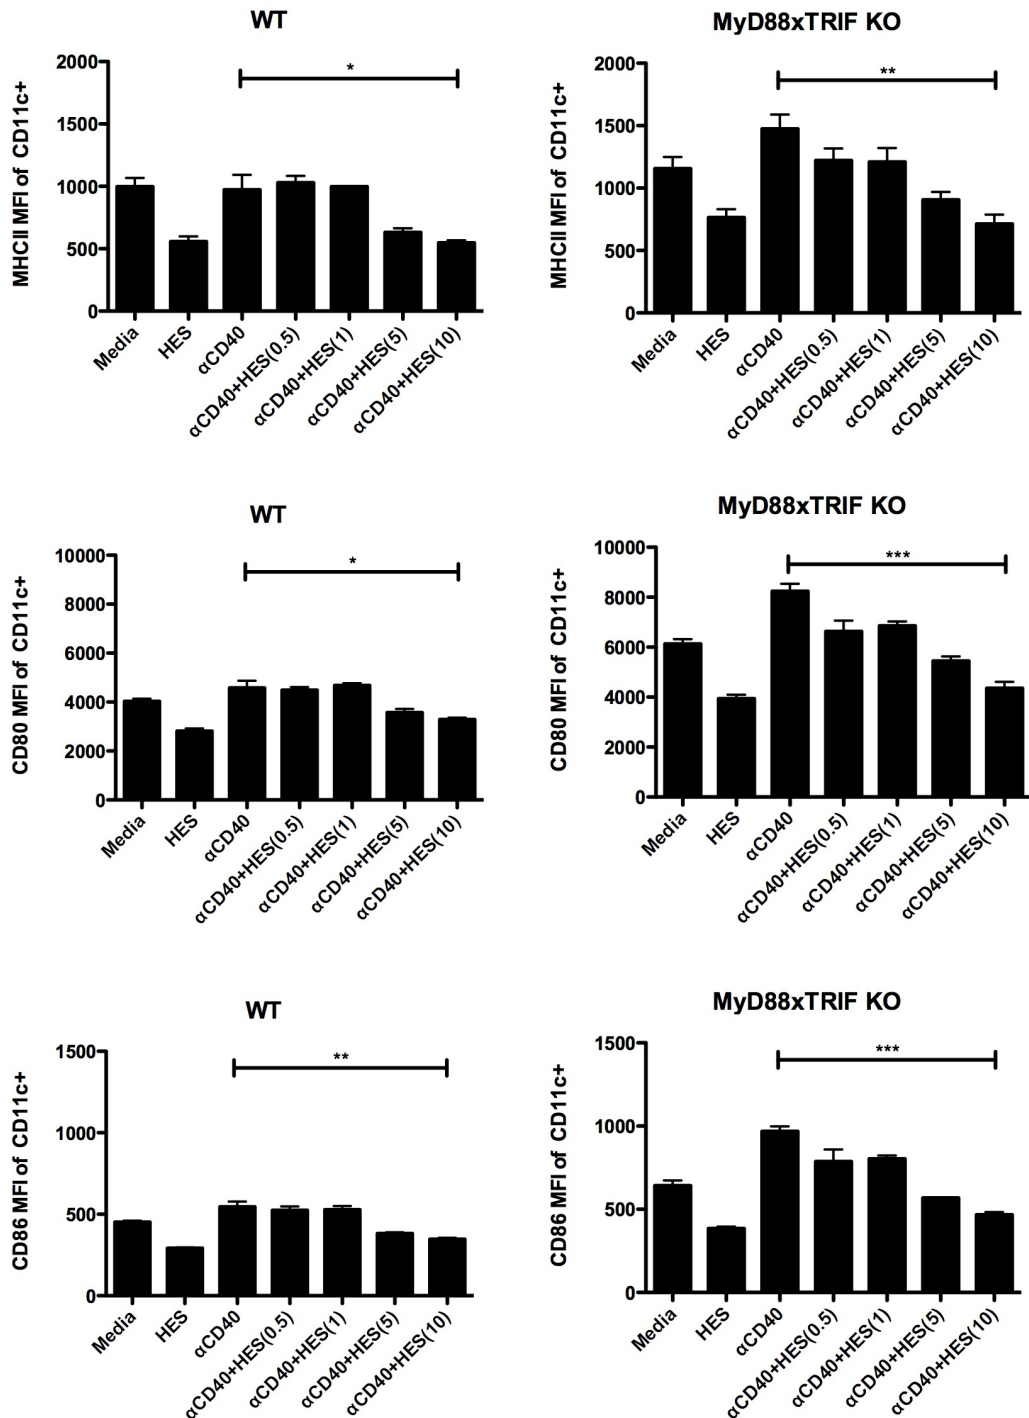 WT
MHCII MFI of CD11c+
2000
*
1500
1000
500
0
Media
HES
αCD40
αCD40+HES(0.5)
αCD40+HES(1)
αCD40+HES(5)
αCD40+HES(10)
MyD88xTRIF KO
MHCII MFI of CD11c+
2000
**
1500
1000
500
0
Media
HES
αCD40
αCD40+HES(0.5)
αCD40+HES(1)
αCD40+HES(5)
αCD40+HES(10)
WT
CD80 MFI of CD11c+
10000
*
8000
6000
4000
2000
0
Media
HES
αCD40
αCD40+HES(0.5)
αCD40+HES(1)
αCD40+HES(5)
αCD40+HES(10)
MyD88xTRIF KO
CD80 MFI of CD11c+
10000
***
8000
6000
4000
2000
0
Media
HES
αCD40
αCD40+HES(0.5)
αCD40+HES(1)
αCD40+HES(5)
αCD40+HES(10)
WT
CD86 MFI of CD11c+
1500
**
1000
500
0
Media
HES
αCD40
αCD40+HES(0.5)
αCD40+HES(1)
αCD40+HES(5)
αCD40+HES(10)
MyD88xTRIF KO
CD86 MFI of CD11c+
1500
***
1000
500
0
Media
HES
αCD40
αCD40+HES(0.5)
αCD40+HES(1)
αCD40+HES(5)
αCD40+HES(10)